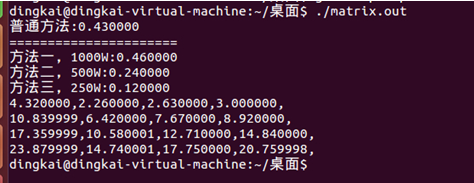 dingkai@dingkai-virtual-machine:~/桌面$ ./matrix.out
普通方法:0.430000
======================
方法一, 1000W:0.460000
方法二, 500W:0.240000
方法三, 250W:0.120000
4.320000,2.260000,2.630000,3.000000,
10.839999,6.420000,7.670000,8.920000,
17.359999,10.580001,12.710000,14.840000,
23.879999,14.740001,17.750000,20.759998,
dingkai@dingkai-virtual-machine:~/桌面$